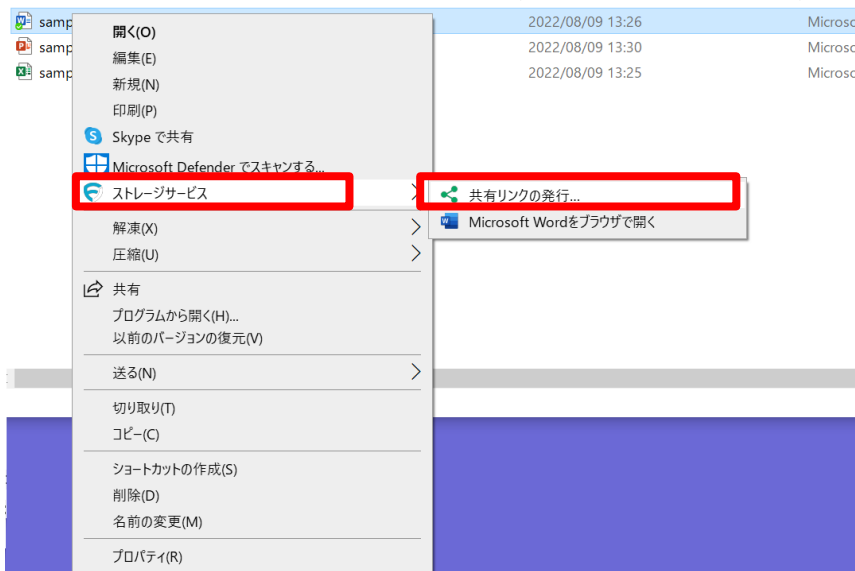 samp 2022/08/09 13:26 Microso
samp 2022/08/09 13:30 Microso
samp 2022/08/09 13:25 Microso
開く(O)
編集(E)
新規(N)
印刷(P)
Skype で共有
Microsoft Defender でスキャンする...
ストレージサービス
共有リンクの発行...
Microsoft Wordをブラウザで開く
解凍(X)
圧縮(U)
共有
プログラムから開く(H)...
以前のバージョンの復元(V)
送る(N)
切り取り(T)
コピー(C)
ショートカットの作成(S)
削除(D)
名前の変更(M)
プロパティ(R)